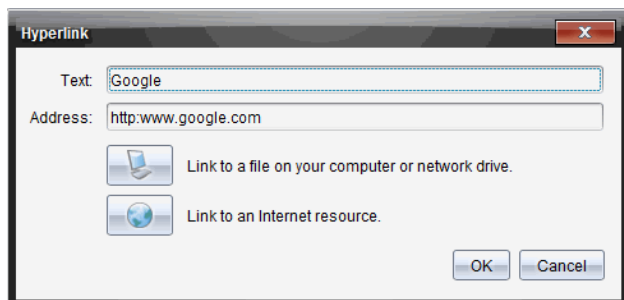 Hyperlink
Text: Google
Address: http:www.google.com
Link to a file on your computer or network drive.
Link to an Internet resource.
OK Cancel